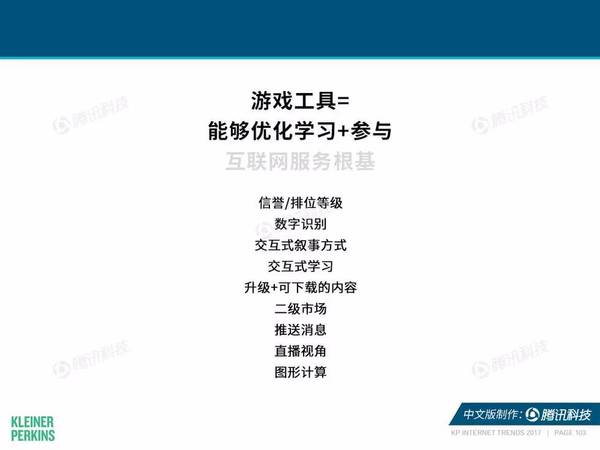 腾讯科技
腾讯科技
游戏工具=
能够优化学习+参与
互联网服务根基
信誉/排位等级
数字识别
交互式叙事方式
交互式学习
升级+可下载的内容
二级市场
推送消息
直播视角
图形计算
腾讯科技
腾讯科技
KLEINER
PERKINS
中文版制作：腾讯科技
KP INTERNET TRENDS 2017 | PAGE 103